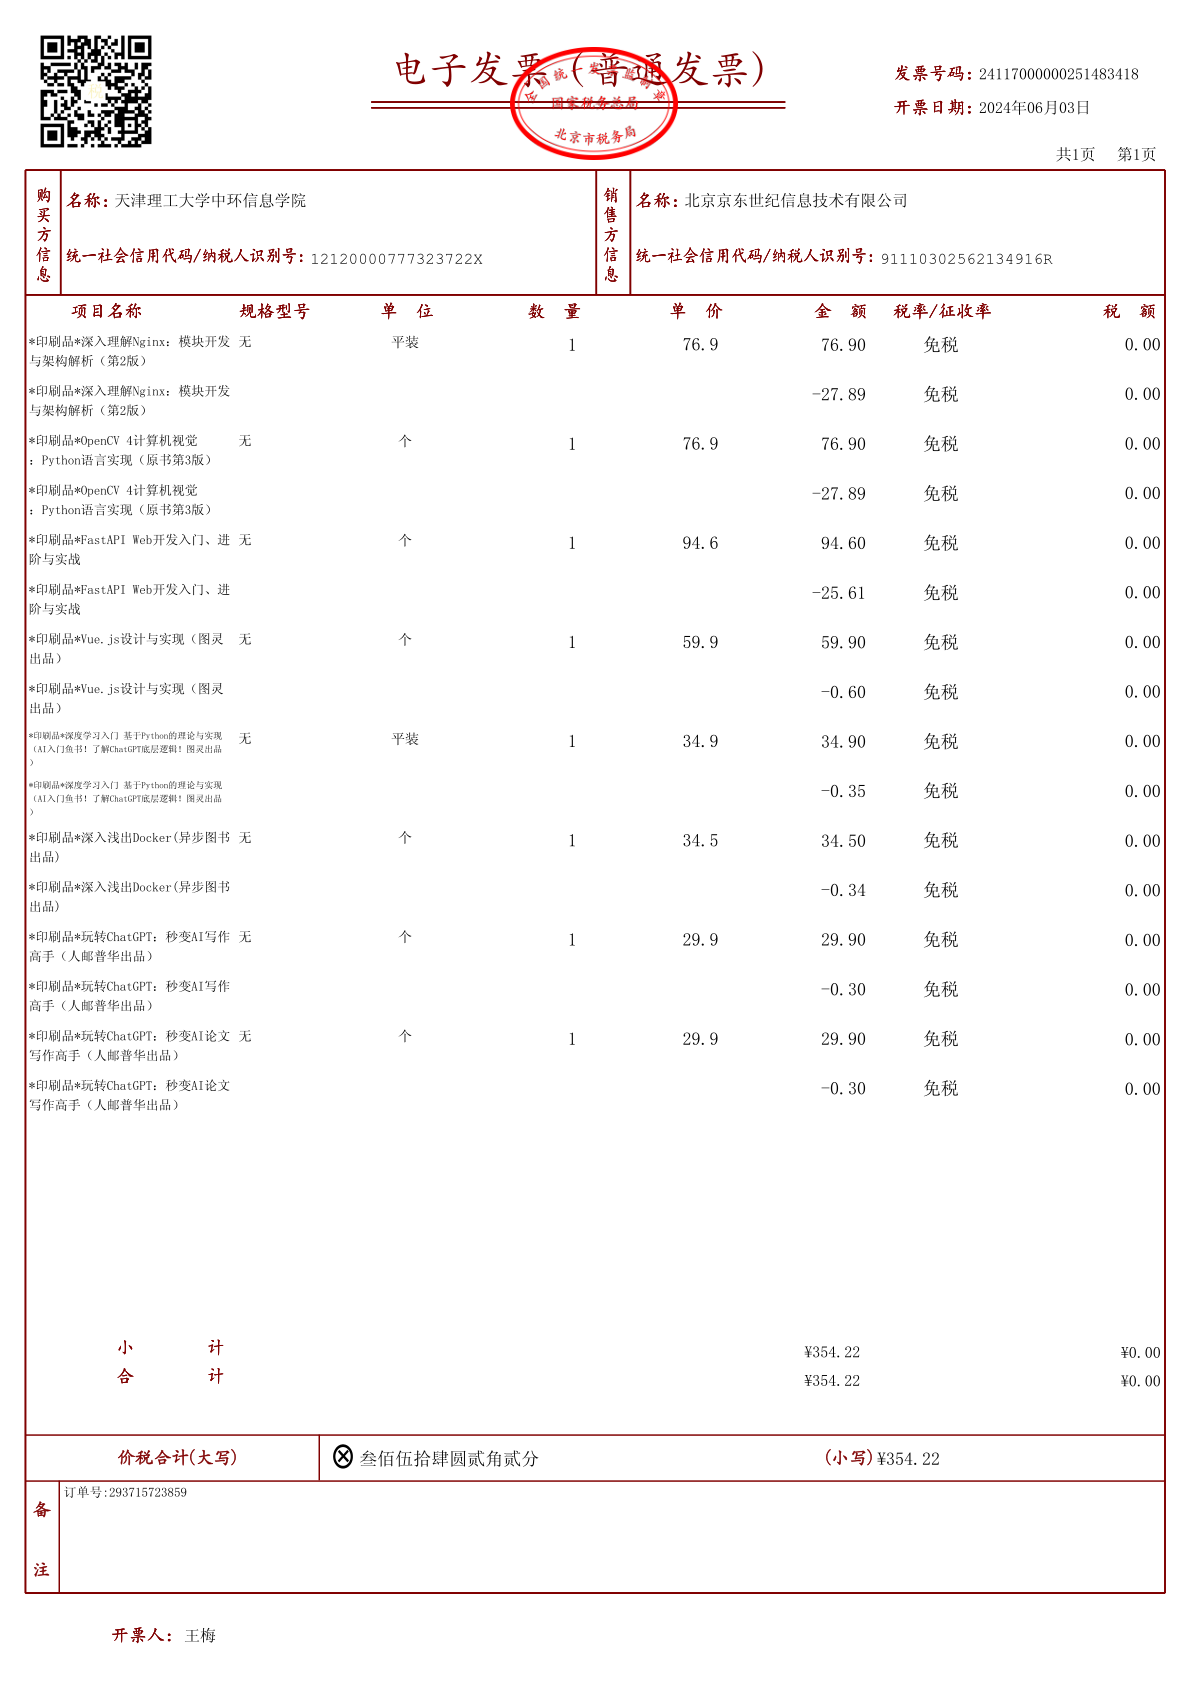 电子发票（普通发票）
全国统一发票监制章
国家税务总局
北京市税务局
发票号码：24117000000251483418
开票日期：2024年06月03日
共1页 第1页
购买方信息
名称：天津理工大学中环信息学院
统一社会信用代码/纳税人识别号：12120000777323722X
销售方信息
名称：北京京东世纪信息技术有限公司
统一社会信用代码/纳税人识别号：91110302562134916R
项目名称 规格型号 单 位 数 量 单 价 金 额 税率/征收率 税 额
*印刷品*深入理解Nginx：模块开发 无 平装 1 76.9 76.90 免税 0.00
与架构解析（第2版）
*印刷品*深入理解Nginx：模块开发 -27.89 免税 0.00
与架构解析（第2版）
*印刷品*OpenCV 4计算机视觉 无 个 1 76.9 76.90 免税 0.00
：Python语言实现（原书第3版）
*印刷品*OpenCV 4计算机视觉 -27.89 免税 0.00
：Python语言实现（原书第3版）
*印刷品*FastAPI Web开发入门、进 无 个 1 94.6 94.60 免税 0.00
阶与实战
*印刷品*FastAPI Web开发入门、进 -25.61 免税 0.00
阶与实战
*印刷品*Vue.js设计与实现（图灵 无 个 1 59.9 59.90 免税 0.00
出品）
*印刷品*Vue.js设计与实现（图灵 -0.60 免税 0.00
出品）
*印刷品*深度学习入门 基于Python的理论与实现 无 平装 1 34.9 34.90 免税 0.00
（AI入门鱼书！了解ChatGPT底层逻辑！图灵出品
）
*印刷品*深度学习入门 基于Python的理论与实现 -0.35 免税 0.00
（AI入门鱼书！了解ChatGPT底层逻辑！图灵出品
）
*印刷品*深入浅出Docker(异步图书 无 个 1 34.5 34.50 免税 0.00
出品)
*印刷品*深入浅出Docker(异步图书 -0.34 免税 0.00
出品)
*印刷品*玩转ChatGPT：秒变AI写作 无 个 1 29.9 29.90 免税 0.00
高手（人邮普华出品）
*印刷品*玩转ChatGPT：秒变AI写作 -0.30 免税 0.00
高手（人邮普华出品）
*印刷品*玩转ChatGPT：秒变AI论文 无 个 1 29.9 29.90 免税 0.00
写作高手（人邮普华出品）
*印刷品*玩转ChatGPT：秒变AI论文 -0.30 免税 0.00
写作高手（人邮普华出品）
小 计 ¥354.22 ¥0.00
合 计 ¥354.22 ¥0.00
价税合计(大写) ⊗叁佰伍拾肆圆贰角贰分 (小写)¥354.22
备注
订单号:293715723859
开票人：王梅